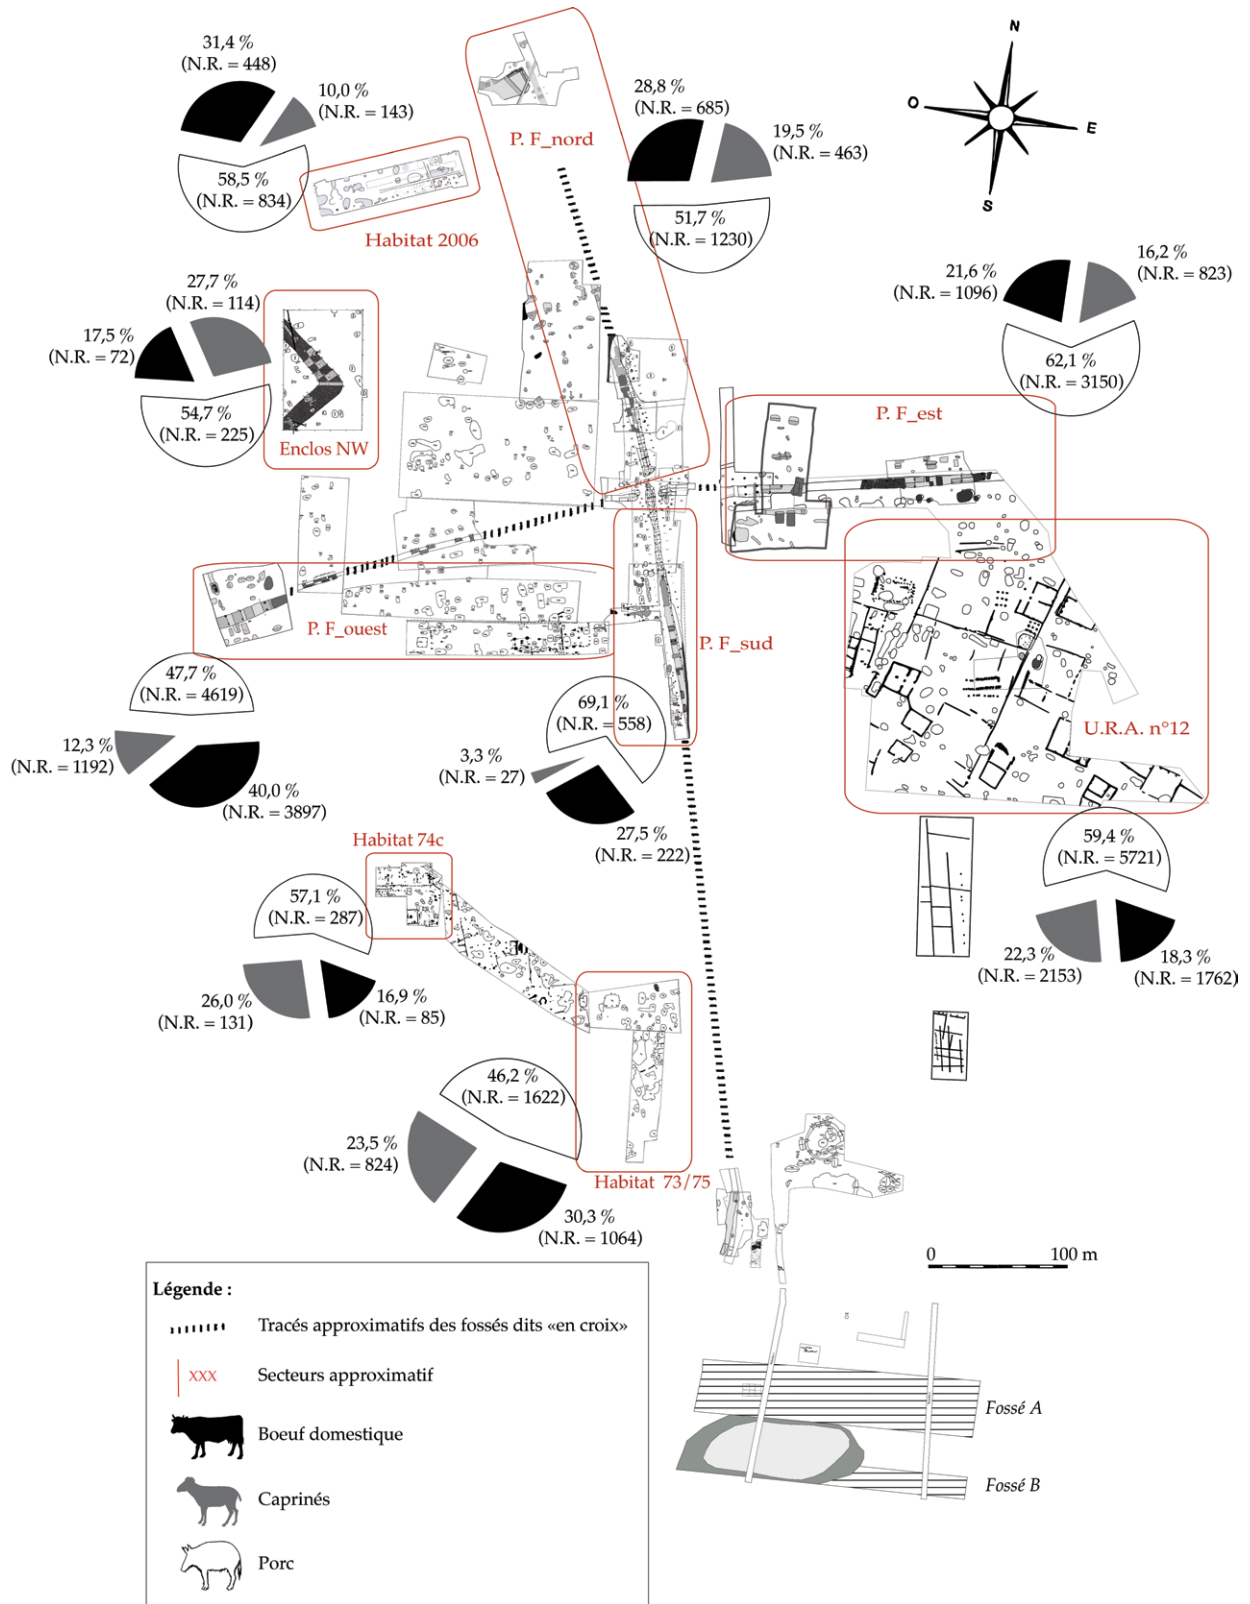 31,4 %
(N.R. = 448)
10,0 %
(N.R. = 143)
58,5 %
(N.R. = 834)
P. F_nord
Habitat 2006
28,8 %
(N.R. = 685)
19,5 %
(N.R. = 463)
51,7 %
(N.R. = 1230)
N
O
E
S
27,7 %
(N.R. = 114)
17,5 %
(N.R. = 72)
54,7 %
(N.R. = 225)
Enclos NW
21,6 %
(N.R. = 1096)
16,2 %
(N.R. = 823)
62,1 %
(N.R. = 3150)
P. F_est
P. F_ouest
P. F_sud
U.R.A. n°12
47,7 %
(N.R. = 4619)
12,3 %
(N.R. = 1192)
40,0 %
(N.R. = 3897)
69,1 %
(N.R. = 558)
3,3 %
(N.R. = 27)
27,5 %
(N.R. = 222)
59,4 %
(N.R. = 5721)
22,3 %
(N.R. = 2153)
18,3 %
(N.R. = 1762)
Habitat 74c
57,1 %
(N.R. = 287)
26,0 %
(N.R. = 131)
16,9 %
(N.R. = 85)
46,2 %
(N.R. = 1622)
23,5 %
(N.R. = 824)
30,3 %
(N.R. = 1064)
Habitat 73/75
0 100 m
Fossé A
Fossé B
Légende :
Tracés approximatifs des fossés dits «en croix»
XXX Secteurs approximatif
Boeuf domestique
Caprinés
Porc